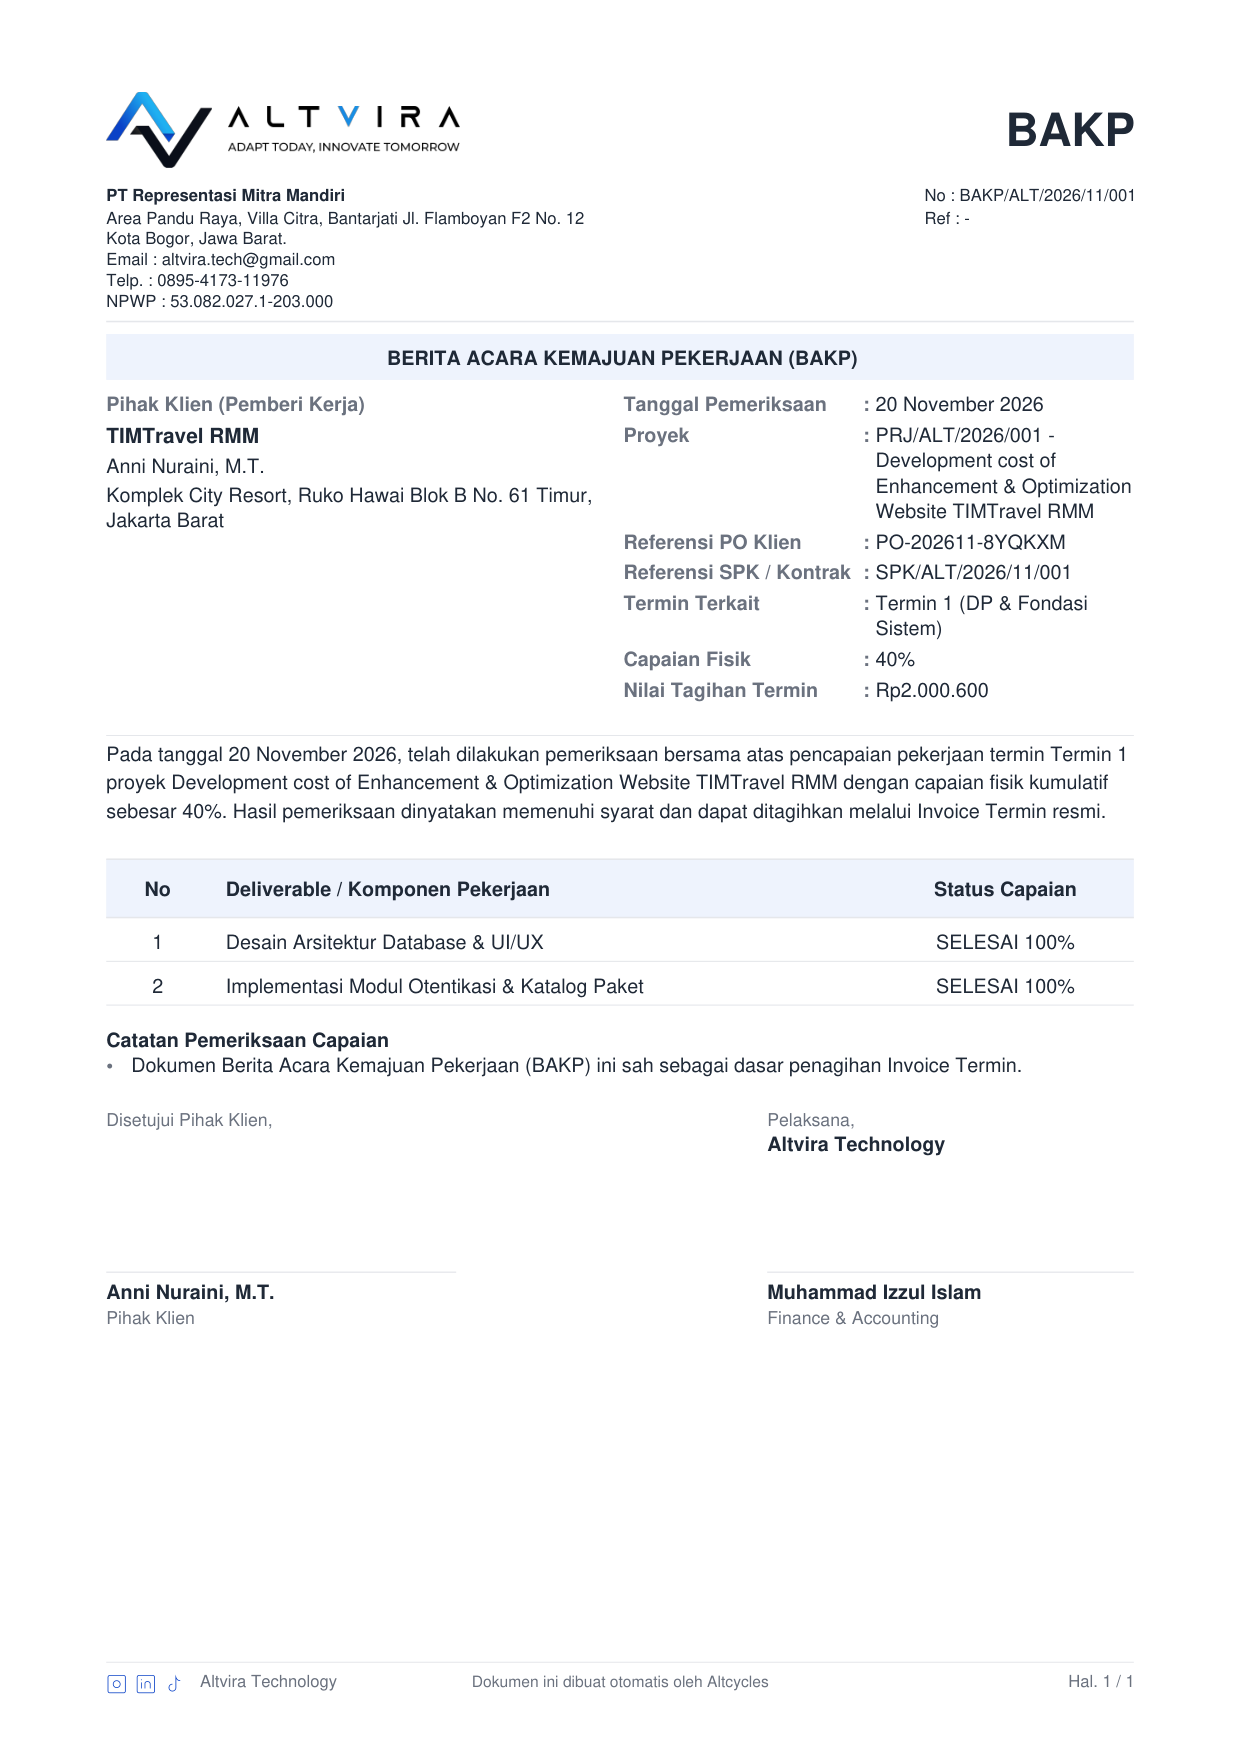 ALTVIRA
ADAPT TODAY, INNOVATE TOMORROW
BAKP
PT Representasi Mitra Mandiri
Area Pandu Raya, Villa Citra, Bantarjati Jl. Flamboyan F2 No. 12
Kota Bogor, Jawa Barat.
Email : altvira.tech@gmail.com
Telp. : 0895-4173-11976
NPWP : 53.082.027.1-203.000
No : BAKP/ALT/2026/11/001
Ref : -
BERITA ACARA KEMAJUAN PEKERJAAN (BAKP)
Pihak Klien (Pemberi Kerja)
TIMTravel RMM
Anni Nuraini, M.T.
Komplek City Resort, Ruko Hawai Blok B No. 61 Timur,
Jakarta Barat
Tanggal Pemeriksaan : 20 November 2026
Proyek : PRJ/ALT/2026/001 -
Development cost of
Enhancement & Optimization
Website TIMTravel RMM
Referensi PO Klien : PO-202611-8YQKXM
Referensi SPK / Kontrak : SPK/ALT/2026/11/001
Termin Terkait : Termin 1 (DP & Fondasi
Sistem)
Capaian Fisik : 40%
Nilai Tagihan Termin : Rp2.000.600
Pada tanggal 20 November 2026, telah dilakukan pemeriksaan bersama atas pencapaian pekerjaan termin Termin 1
proyek Development cost of Enhancement & Optimization Website TIMTravel RMM dengan capaian fisik kumulatif
sebesar 40%. Hasil pemeriksaan dinyatakan memenuhi syarat dan dapat ditagihkan melalui Invoice Termin resmi.
No Deliverable / Komponen Pekerjaan Status Capaian
1 Desain Arsitektur Database & UI/UX SELESAI 100%
2 Implementasi Modul Otentikasi & Katalog Paket SELESAI 100%
Catatan Pemeriksaan Capaian
• Dokumen Berita Acara Kemajuan Pekerjaan (BAKP) ini sah sebagai dasar penagihan Invoice Termin.
Disetujui Pihak Klien,
Pelaksana,
Altvira Technology
Anni Nuraini, M.T.
Pihak Klien
Muhammad Izzul Islam
Finance & Accounting
Altvira Technology Dokumen ini dibuat otomatis oleh Altcycles Hal. 1 / 1